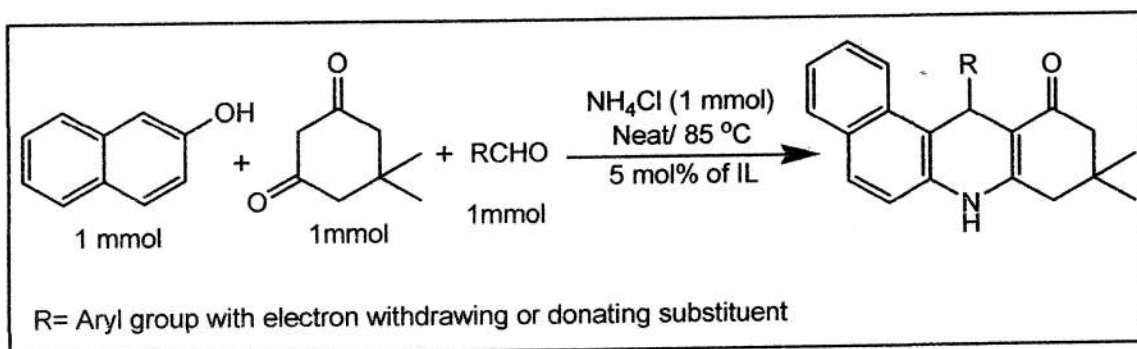 OH
O
O
+
+ RCHO
NH₄Cl (1 mmol)
Neat/ 85 °C
5 mol% of IL
1 mmol
1mmol
1mmol
R
O
N
H
R= Aryl group with electron withdrawing or donating substituent